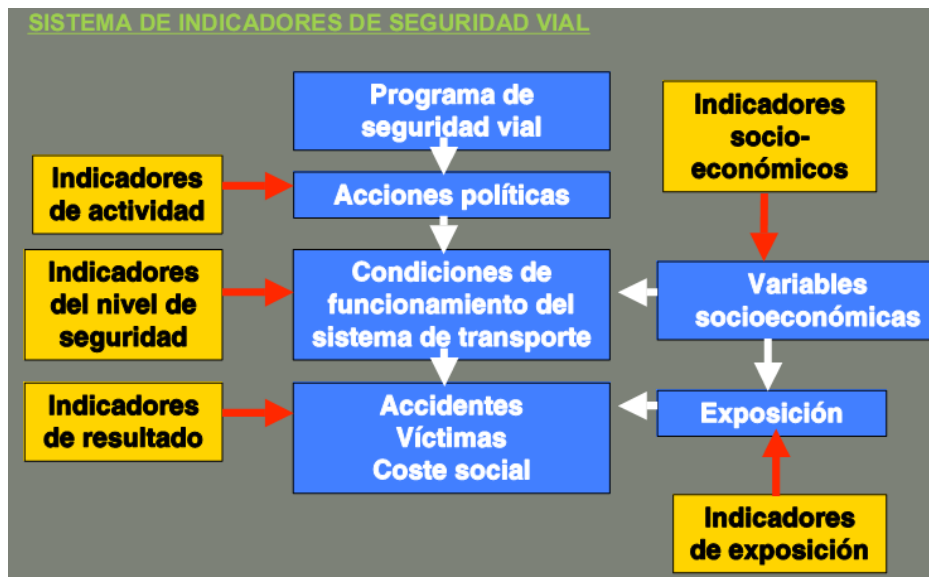 SISTEMA DE INDICADORES DE SEGURIDAD VIAL
Programa de
seguridad vial
Indicadores
socio-
económicos
Indicadores
de actividad
Acciones políticas
Indicadores
del nivel de
seguridad
Condiciones de
funcionamiento del
sistema de transporte
Variables
socioeconómicas
Indicadores
de resultado
Accidentes
Víctimas
Coste social
Exposición
Indicadores
de exposición